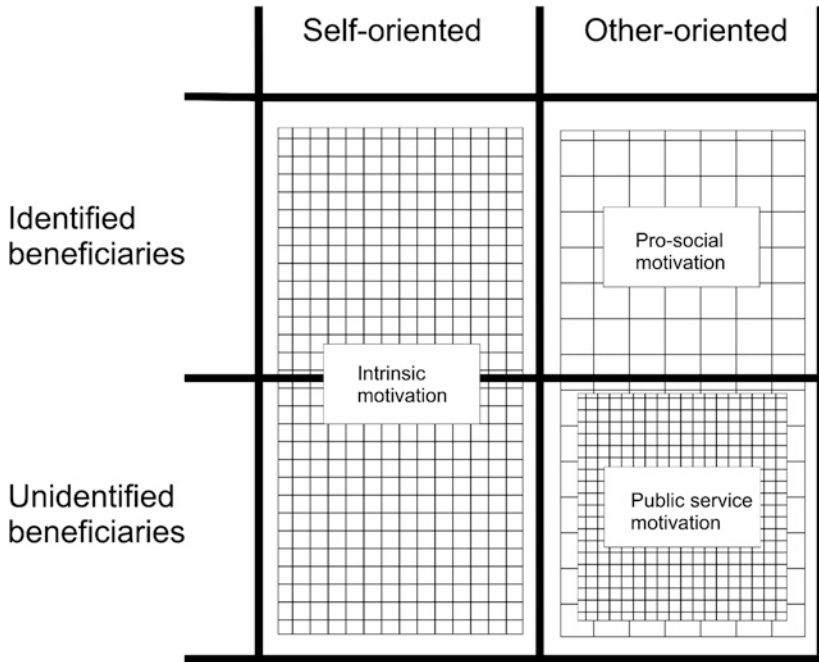 Self-oriented
Other-oriented
Identified
beneficiaries
Pro-social
motivation
Intrinsic
motivation
Unidentified
beneficiaries
Public service
motivation